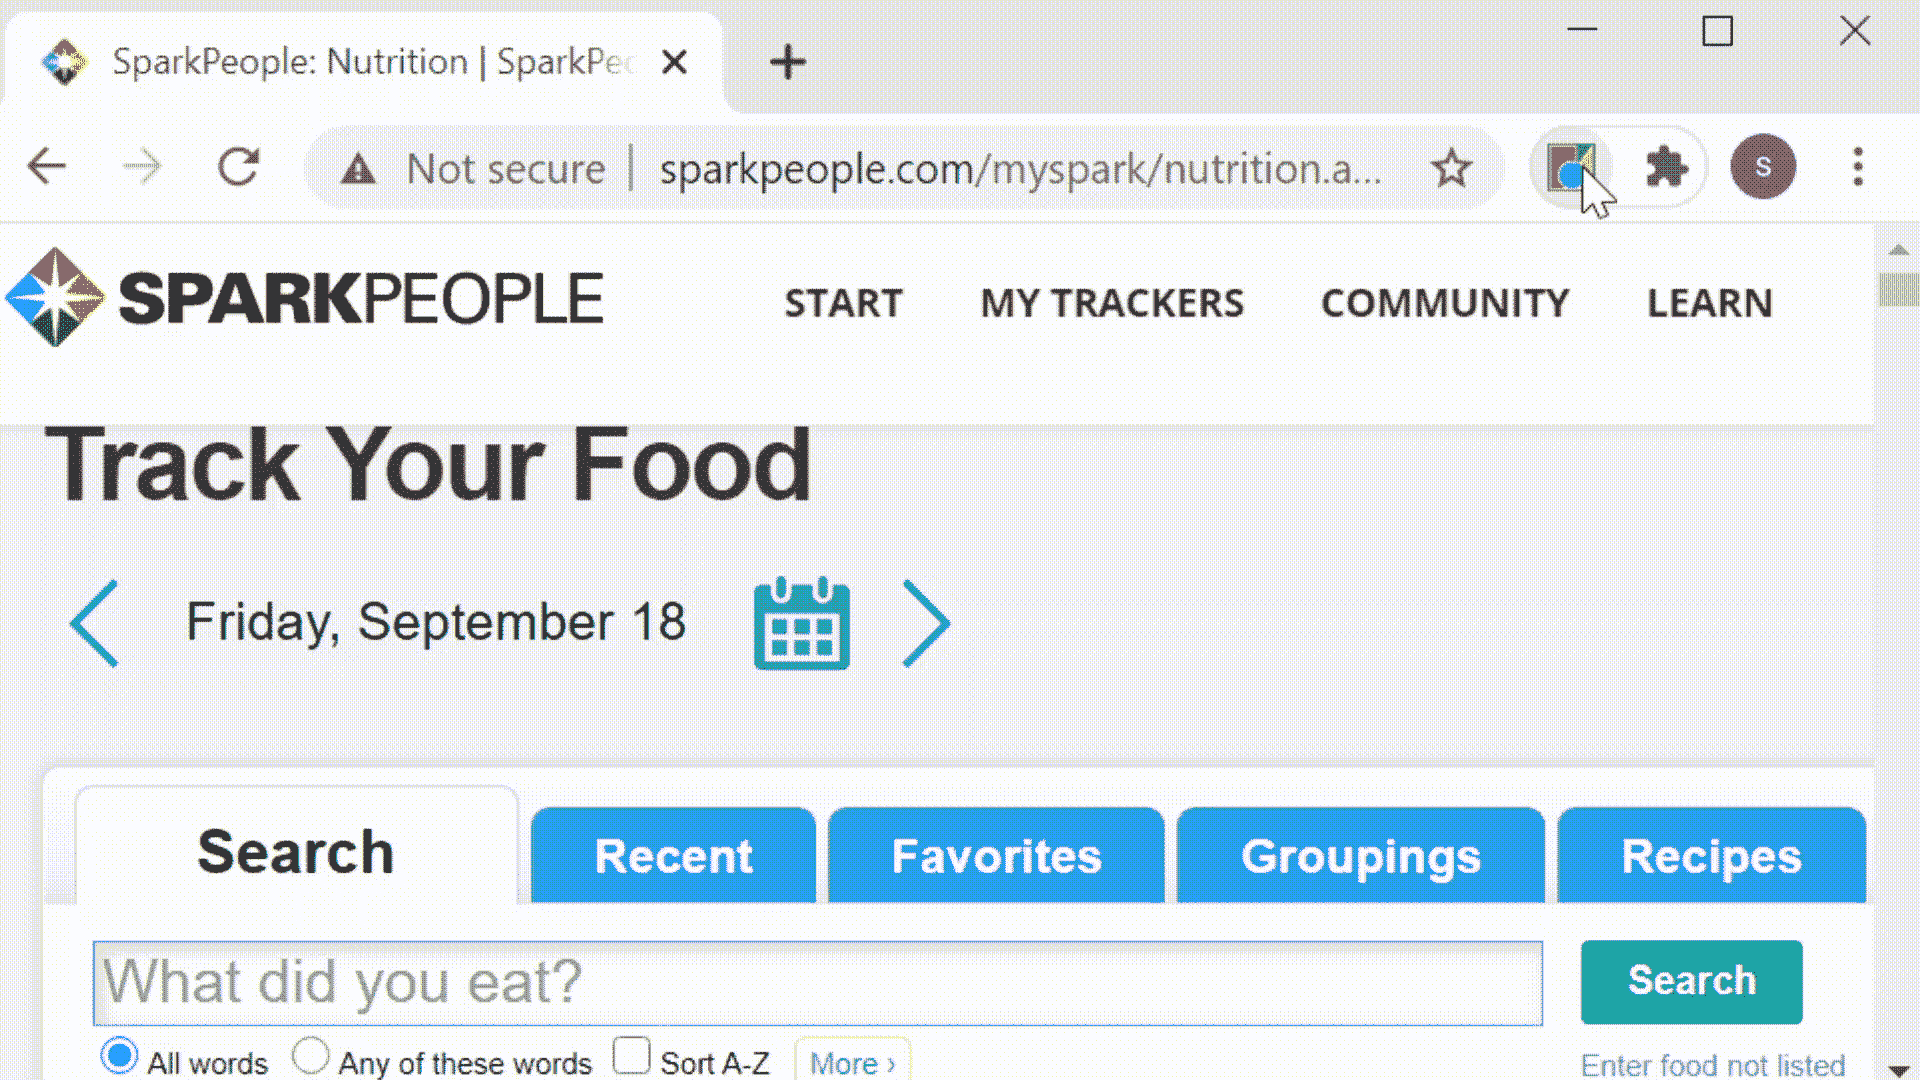 SparkPeople: Nutrition | SparkPe
Not secure | sparkpeople.com/myspark/nutrition.a...
S
SPARKPEOPLE
START MY TRACKERS COMMUNITY LEARN
Track Your Food
Friday, September 18
Search Recent Favorites Groupings Recipes
What did you eat? Search
All words Any of these words Sort A-Z More › Enter food not listed